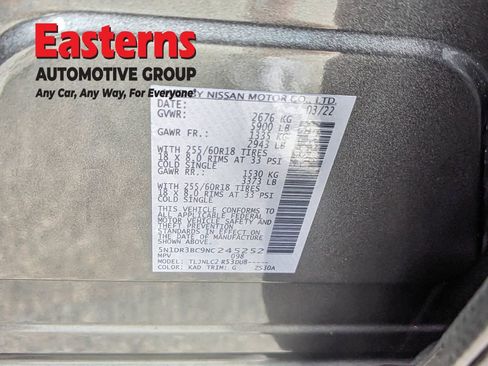 Easterns
AUTOMOTIVE GROUP
Any Car, Any Way, For Everyone
BY NISSAN MOTOR CO., LTD.
DATE: 03/22
GVWR: 2676 KG
5900 LB
GAWR FR.: 1335 KG
2943 LB
WITH 255/60R18 TIRES
18 X 8.0 RIMS AT 33 PSI
COLD SINGLE
GAWR RR.: 1530 KG
3373 LB
WITH 255/60R18 TIRES
18 X 8.0 RIMS AT 33 PSI
COLD SINGLE
THIS VEHICLE CONFORMS TO
ALL APPLICABLE FEDERAL
MOTOR VEHICLE SAFETY AND
THEFT PREVENTION
STANDARDS IN EFFECT ON
THE DATE OF MANUFACTURE
SHOWN ABOVE.
5N1DR3BC9NC245252
MPV 098
MODEL: TLJNLC2 R53DU8-----
COLOR: KAD TRIM: G 2530A